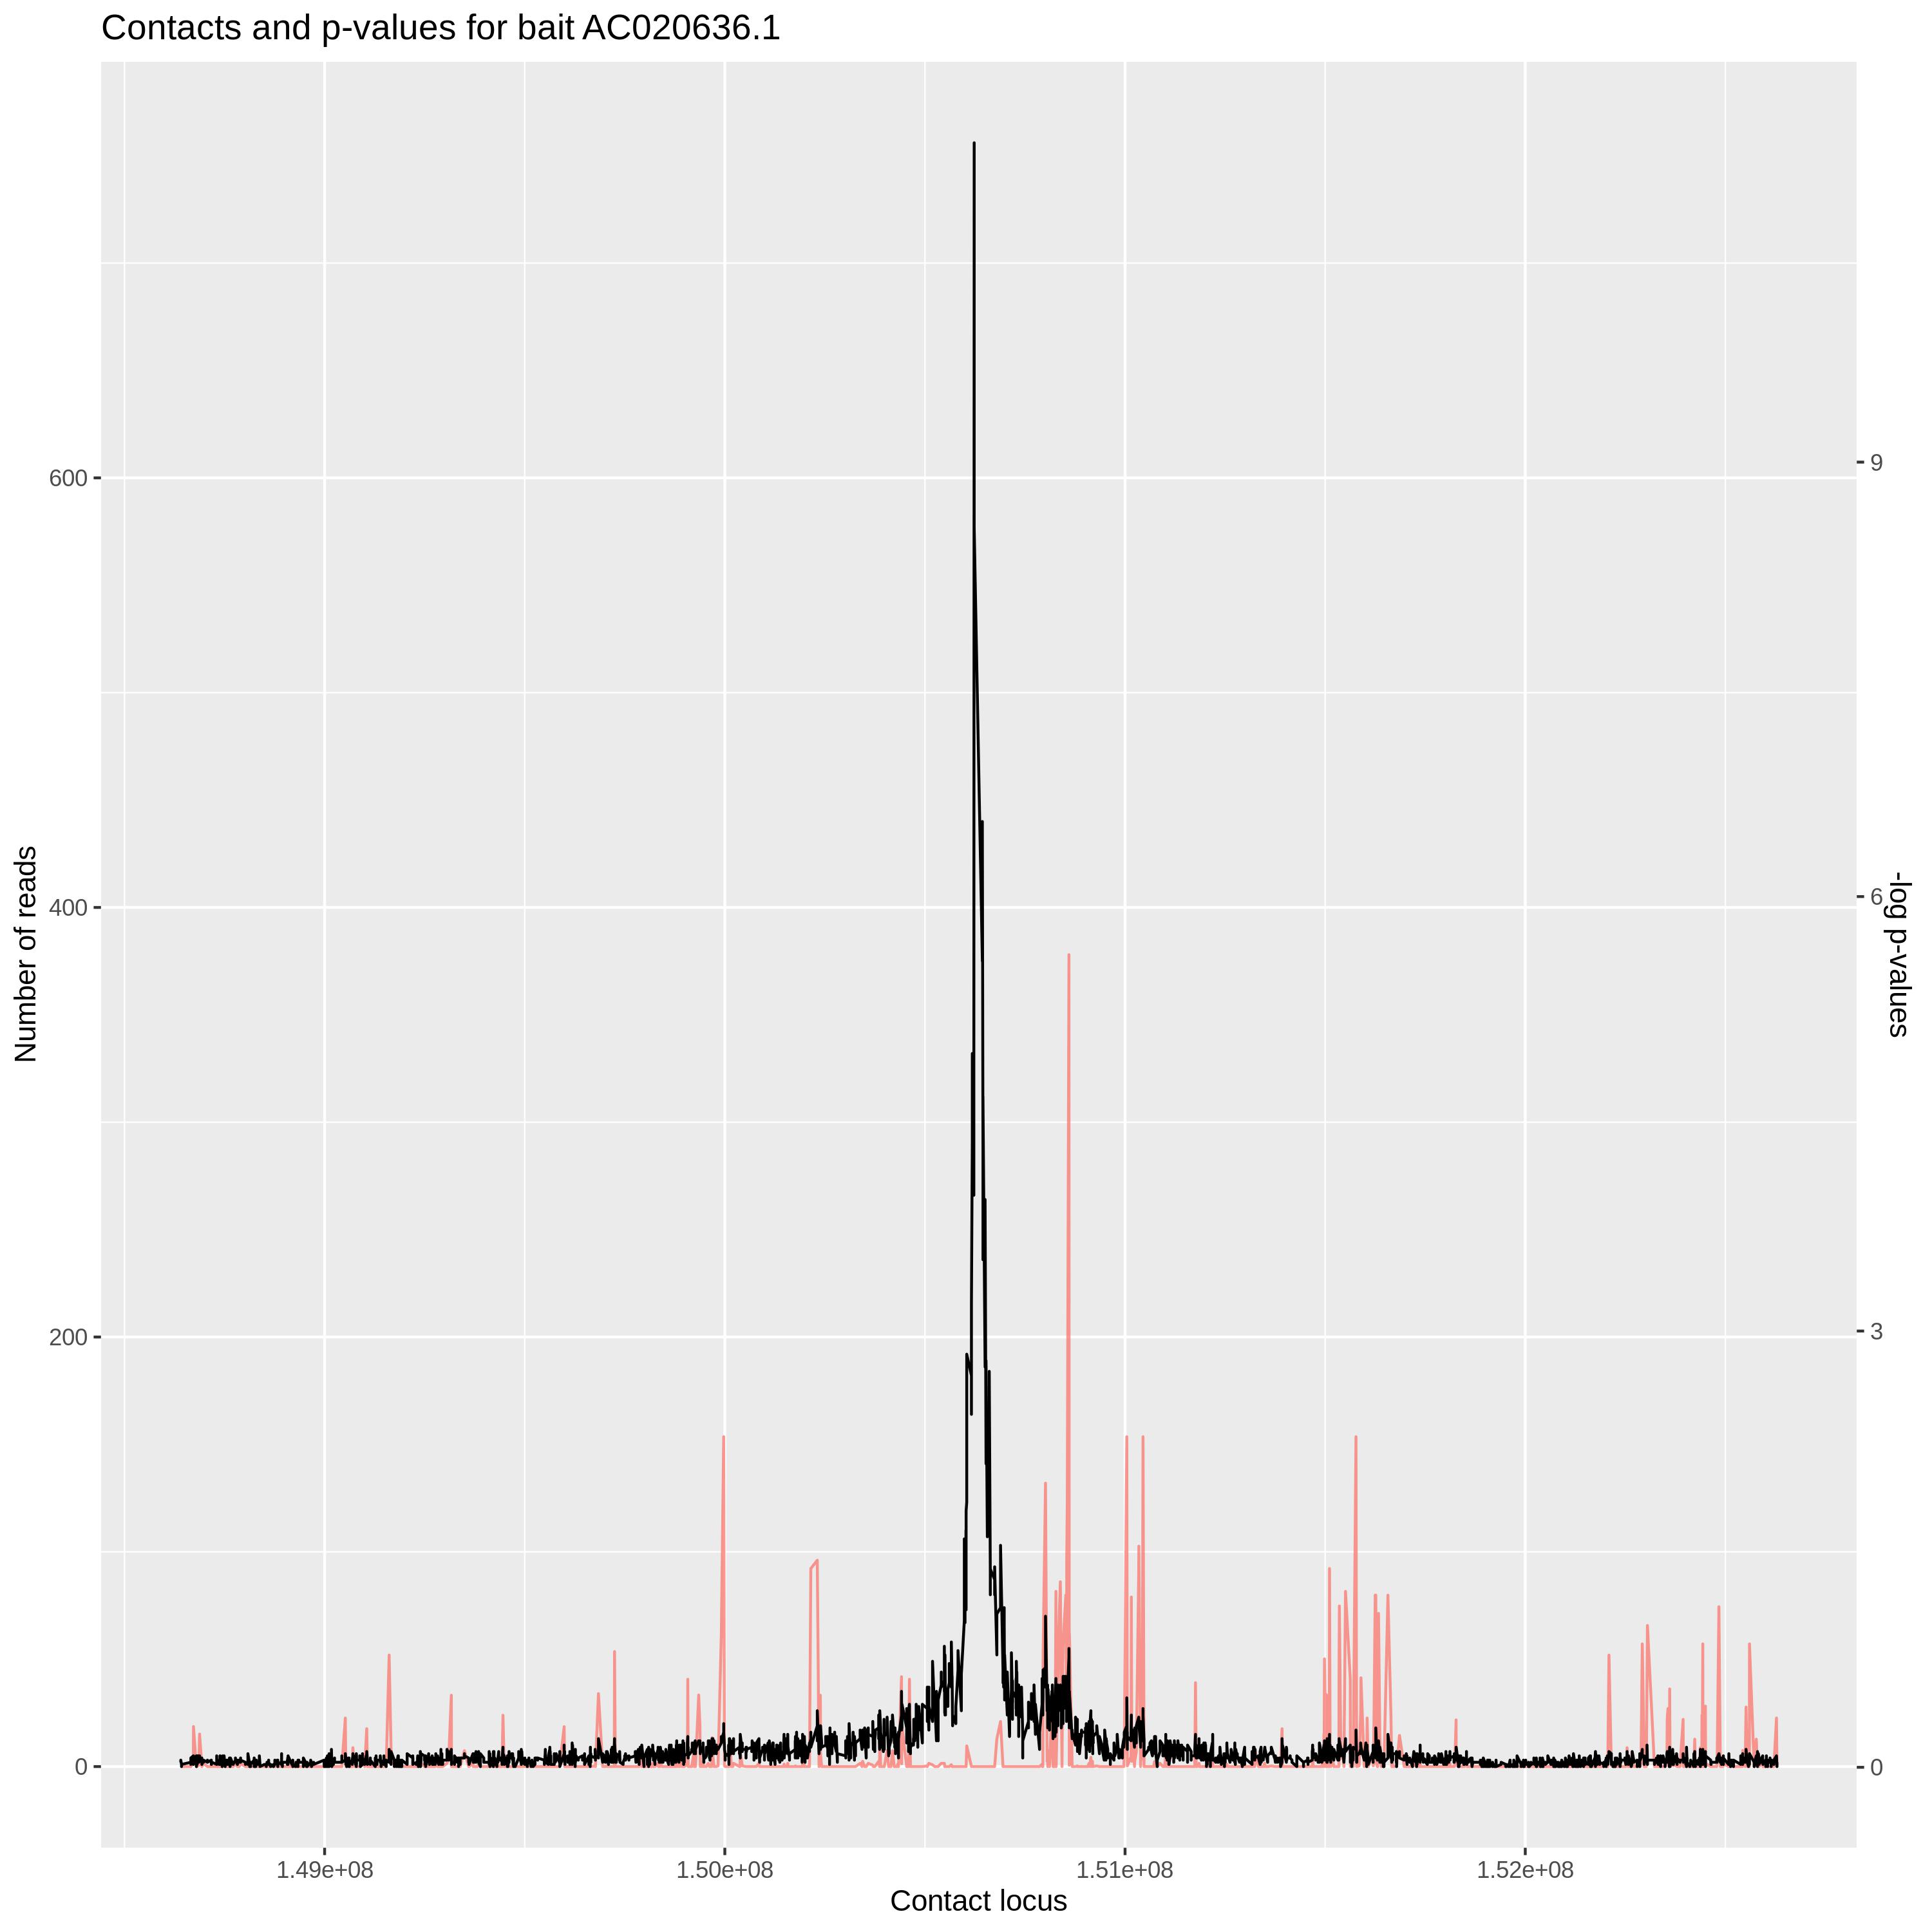 Contacts and p-values for bait AC020636.1
600
400
200
0
9
6
3
0
Number of reads
-log p-values
1.49e+08
1.50e+08
1.51e+08
1.52e+08
Contact locus